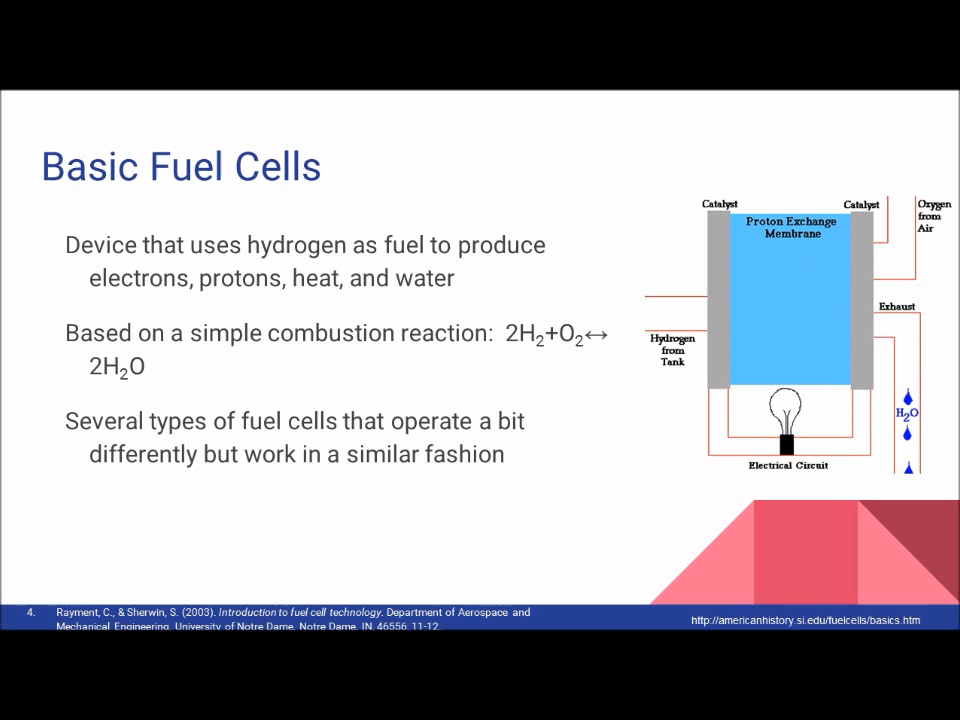 Basic Fuel Cells
Device that uses hydrogen as fuel to produce
electrons, protons, heat, and water
Based on a simple combustion reaction: 2H₂+O₂↔
2H₂O
Several types of fuel cells that operate a bit
differently but work in a similar fashion
Catalyst
Catalyst
Oxygen
from
Air
Proton Exchange
Membrane
Exhaust
Hydrogen
from
Tank
H₂O
Electrical Circuit
4. Rayment, C., & Sherwin, S. (2003). Introduction to fuel cell technology. Department of Aerospace and
Mechanical Engineering, University of Notre Dame, Notre Dame, IN, 46556, 11-12.
http://americanhistory.si.edu/fuelcells/basics.htm